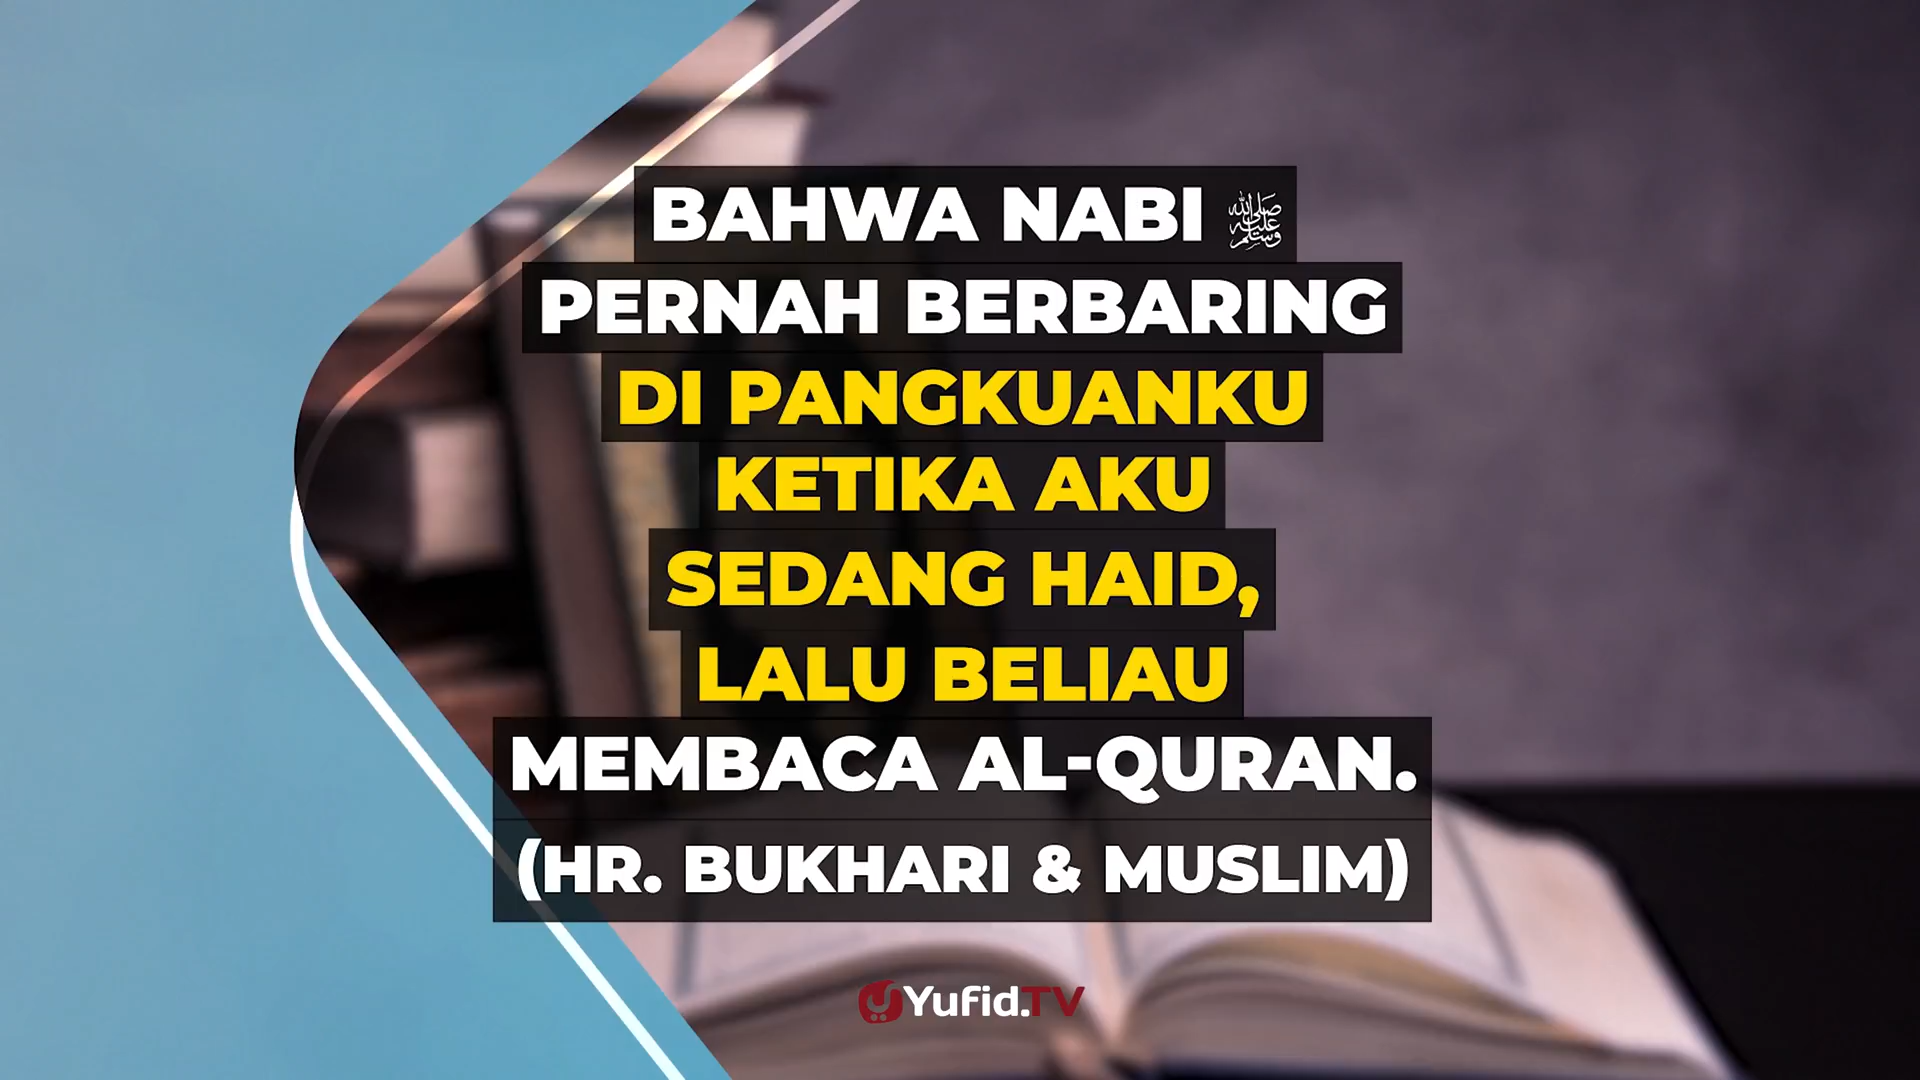 BAHWA NABI ﷺ
PERNAH BERBARING
DI PANGKUANKU
KETIKA AKU
SEDANG HAID,
LALU BELIAU
MEMBACA AL-QURAN.
(HR. BUKHARI & MUSLIM)
Yufid.TV